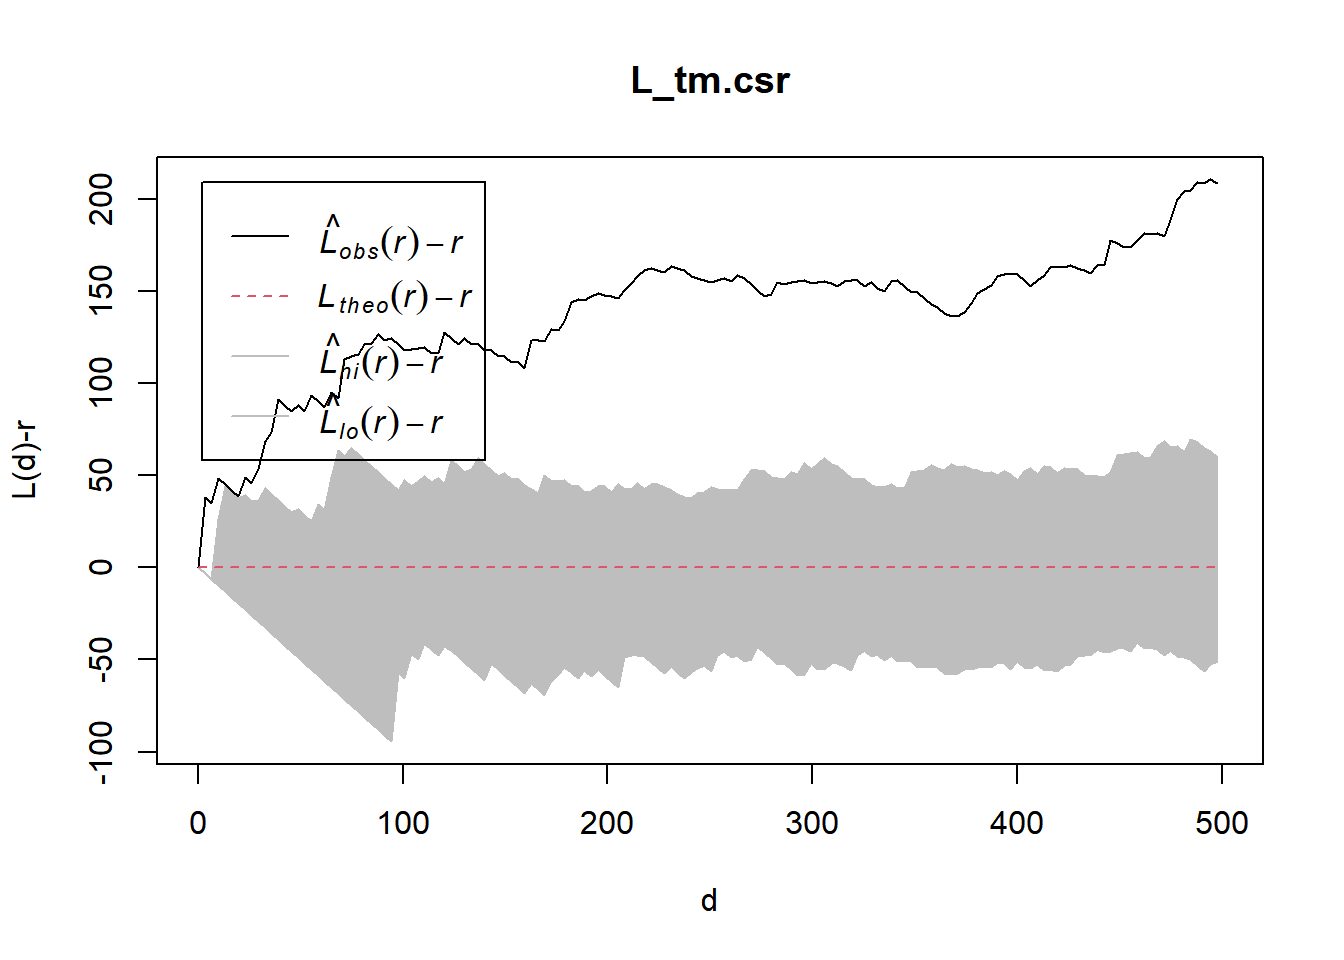 L_tm.csr
L̂obs(r) – r
Ltheo(r) – r
L̂hi(r) – r
L̂lo(r) – r
L(d)-r
200
150
100
50
0
-50
-100
0 100 200 300 400 500
d